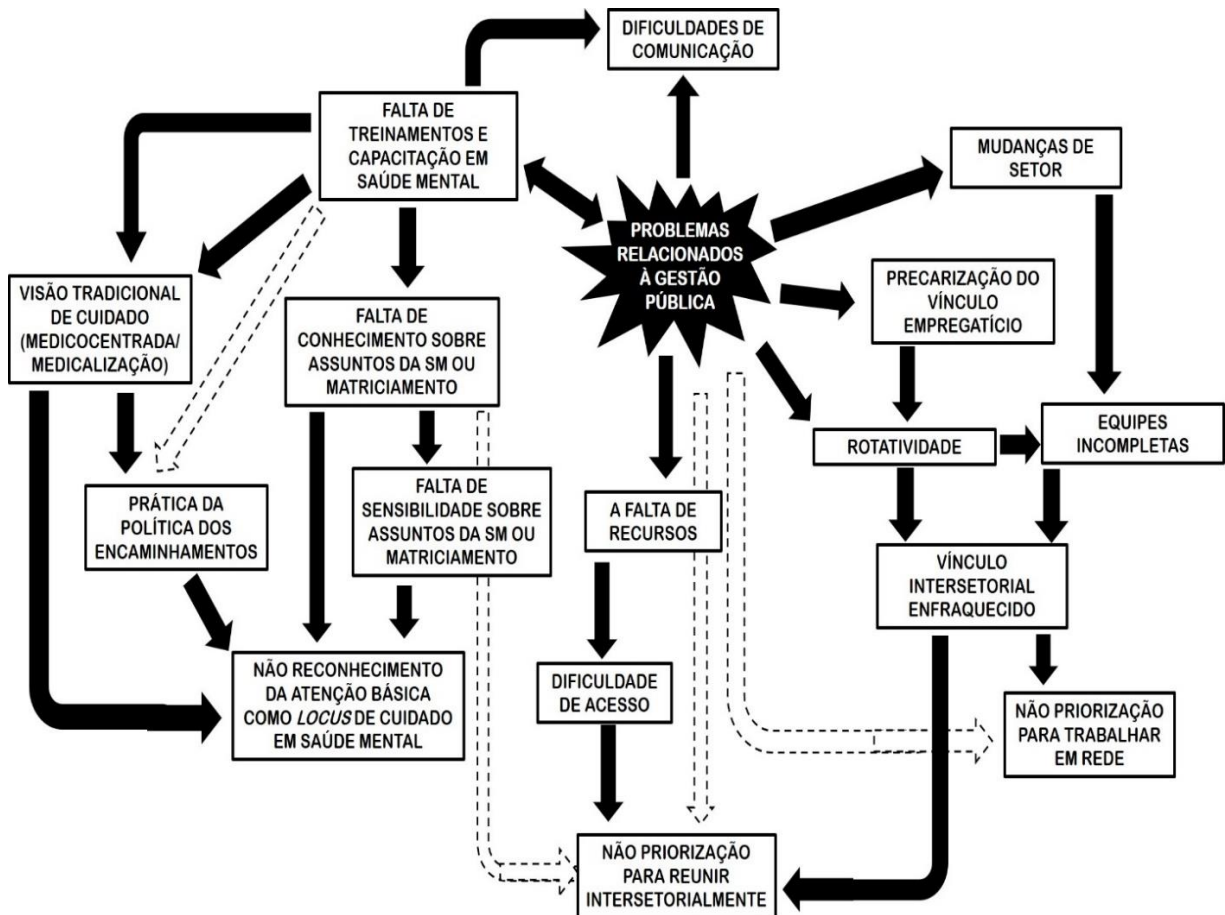 DIFICULDADES DE
COMUNICAÇÃO
FALTA DE
TREINAMENTOS E
CAPACITAÇÃO EM
SAÚDE MENTAL
MUDANÇAS DE
SETOR
PROBLEMAS
RELACIONADOS
À GESTÃO
PÚBLICA
PRECARIZAÇÃO DO
VÍNCULO
EMPREGATÍCIO
VISÃO TRADICIONAL
DE CUIDADO
(MEDICOCENTRADA/
MEDICALIZAÇÃO)
FALTA DE
CONHECIMENTO SOBRE
ASSUNTOS DA SM OU
MATRICIAMENTO
ROTATIVIDADE
EQUIPES
INCOMPLETAS
PRÁTICA DA
POLÍTICA DOS
ENCAMINHAMENTOS
FALTA DE
SENSIBILIDADE SOBRE
ASSUNTOS DA SM OU
MATRICIAMENTO
A FALTA DE
RECURSOS
VÍNCULO
INTERSETORIAL
ENFRAQUECIDO
NÃO RECONHECIMENTO
DA ATENÇÃO BÁSICA
COMO LOCUS DE CUIDADO
EM SAÚDE MENTAL
DIFICULDADE
DE ACESSO
NÃO PRIORIZAÇÃO
PARA TRABALHAR
EM REDE
NÃO PRIORIZAÇÃO
PARA REUNIR
INTERSETORIALMENTE